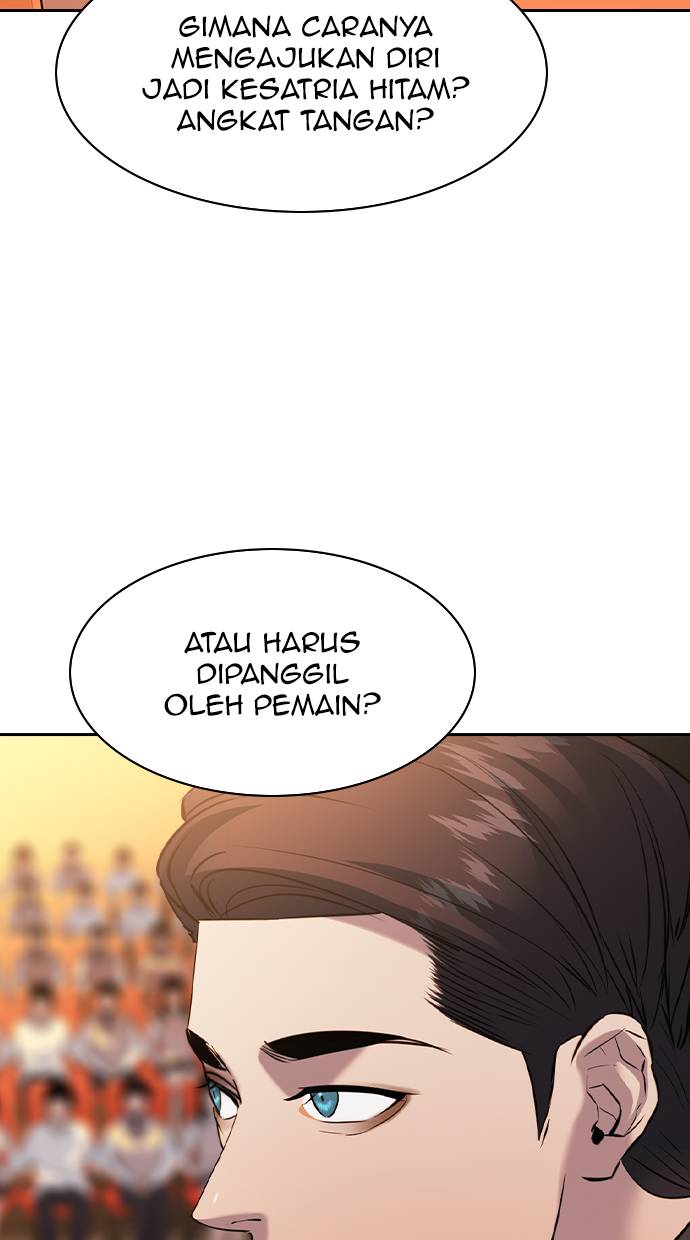 GIMANA CARANYA
MENGAJUKAN DIRI
JADI KESATRIA HITAM?
ANGKAT TANGAN?
ATAU HARUS
DIPANGGIL
OLEH PEMAIN?